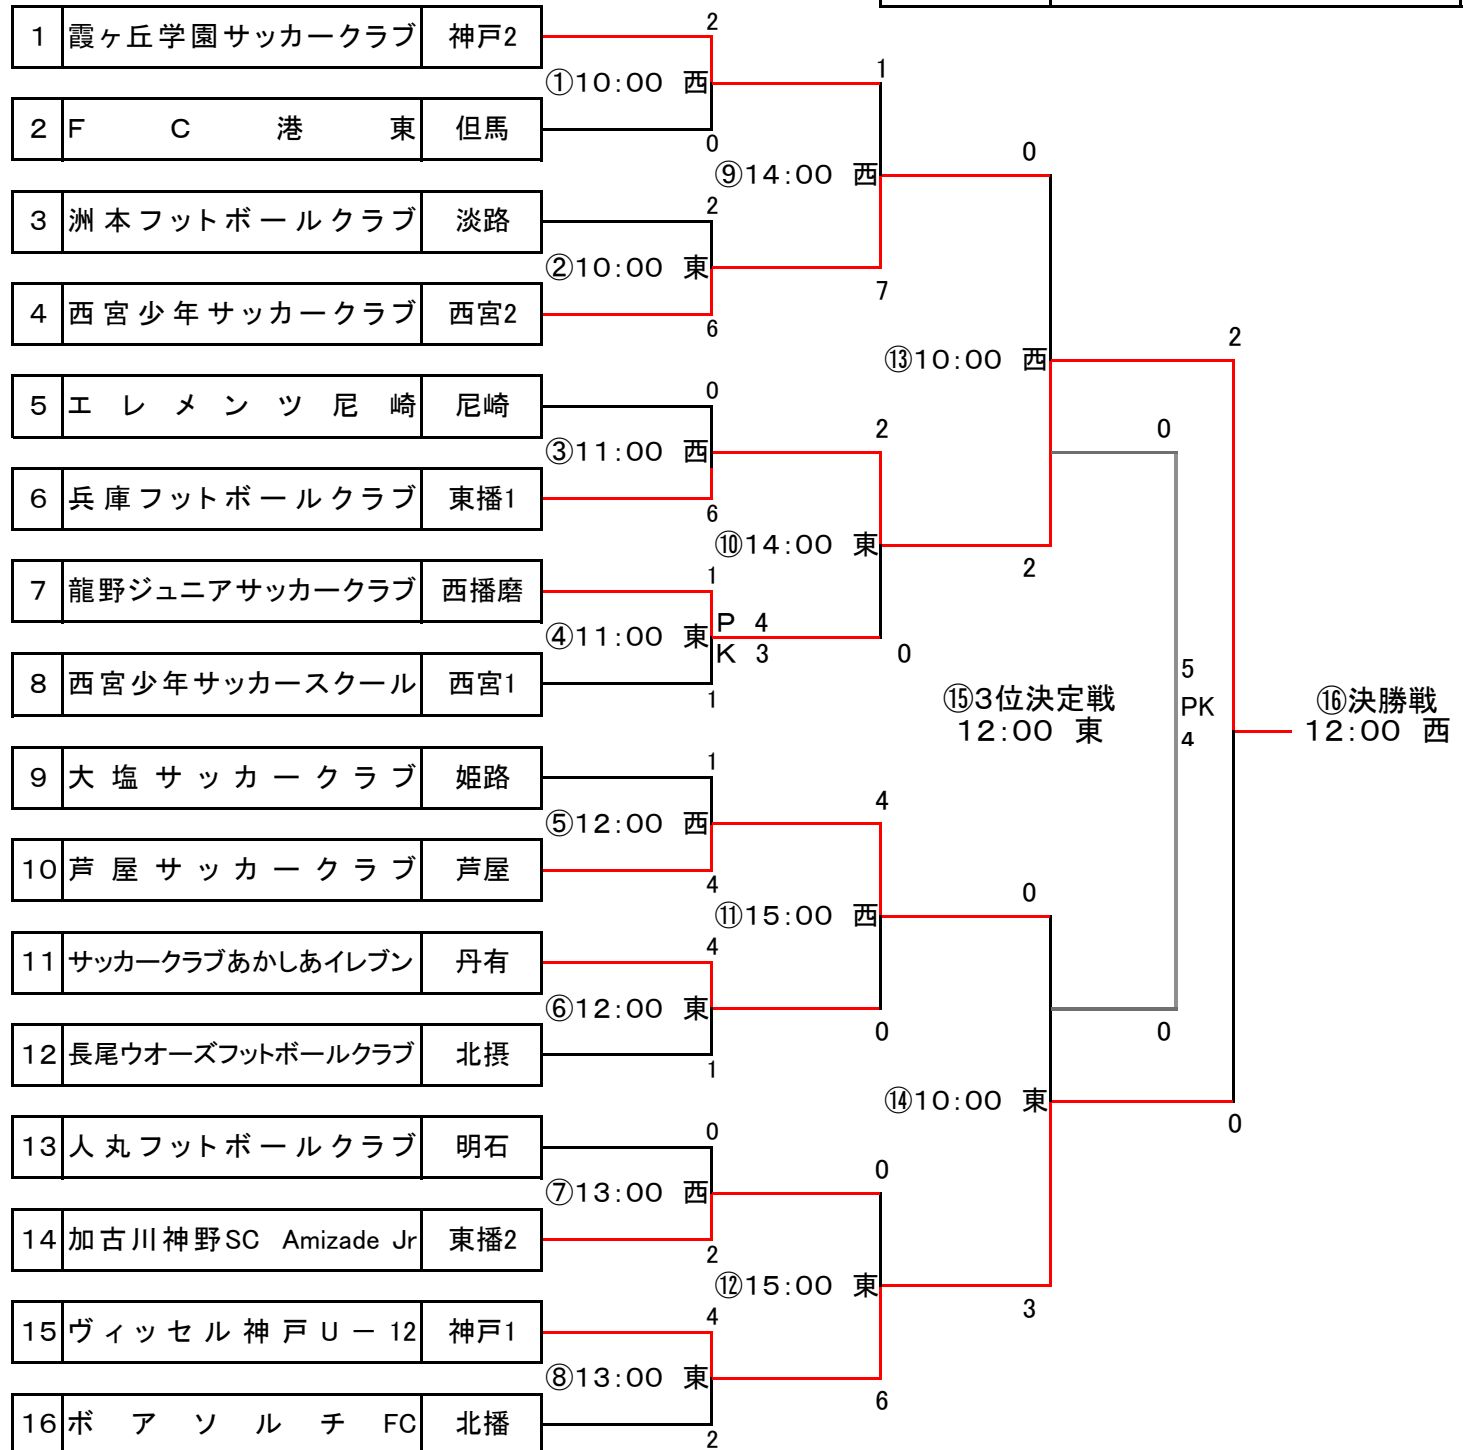 1 霞ヶ丘学園サッカークラブ 神戸2
2
①10:00 西
1
2 FC港東 但馬
0
0
⑨14:00 西
3 洲本フットボールクラブ 淡路
2
②10:00 東
7
4 西宮少年サッカークラブ 西宮2
6
2
⑬10:00 西
5 エレメンツ尼崎 尼崎
0
2
0
③11:00 西
6 兵庫フットボールクラブ 東播1
6
⑩14:00 東
2
7 龍野ジュニアサッカークラブ 西播磨
1
④11:00 東
P 4
K 3
0
8 西宮少年サッカースクール 西宮1
1
⑮3位決定戦
12:00 東
5
PK
4
⑯決勝戦
12:00 西
9 大塩サッカークラブ 姫路
1
4
⑤12:00 西
10 芦屋サッカークラブ 芦屋
4
0
⑪15:00 西
11 サッカークラブあかしあイレブン 丹有
4
⑥12:00 東
0
0
12 長尾ウオーズフットボールクラブ 北摂
1
⑭10:00 東
0
13 人丸フットボールクラブ 明石
0
0
⑦13:00 西
14 加古川神野SC Amizade Jr 東播2
2
⑫15:00 東
3
15 ヴィッセル神戸U－12 神戸1
4
⑧13:00 東
6
16 ボアソルチFC 北播
2